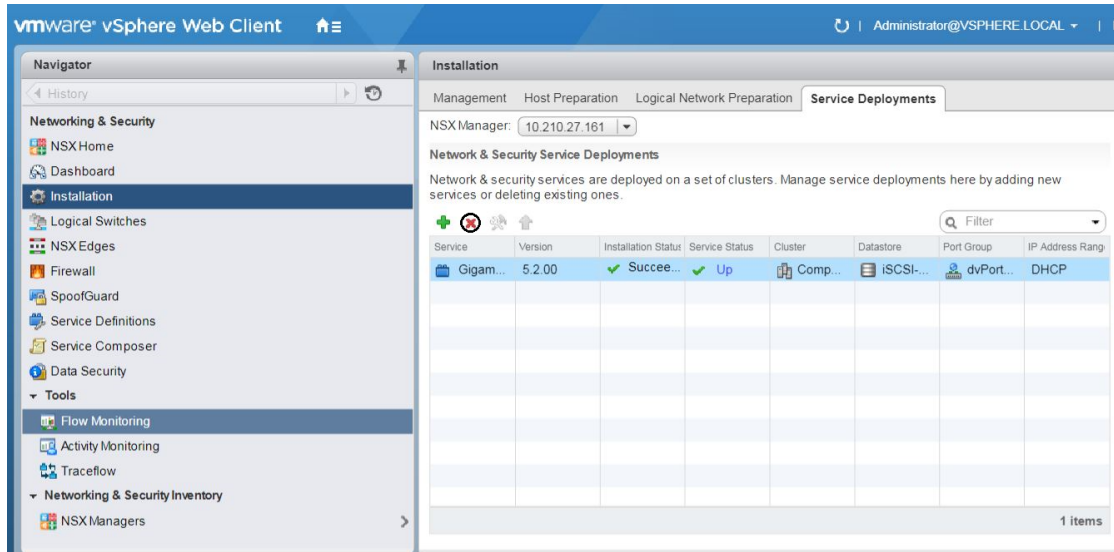 vmware® vSphere Web Client
Administrator@VSPHERE.LOCAL
Navigator
History
Networking & Security
NSX Home
Dashboard
Installation
Logical Switches
NSX Edges
Firewall
SpoofGuard
Service Definitions
Service Composer
Data Security
Tools
Flow Monitoring
Activity Monitoring
Traceflow
Networking & Security Inventory
NSX Managers
Installation
Management Host Preparation Logical Network Preparation Service Deployments
NSX Manager: 10.210.27.161
Network & Security Service Deployments
Network & security services are deployed on a set of clusters. Manage service deployments here by adding new
services or deleting existing ones.
Filter
Service Version Installation Status Service Status Cluster Datastore Port Group IP Address Rang
Gigam... 5.2.00 Succee... Up Comp... iSCSI-... dvPort... DHCP
1 items